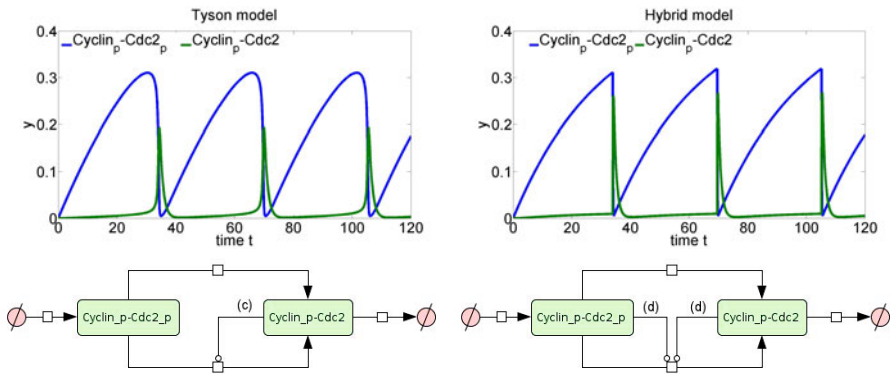 Tyson model
Cyclin_p-Cdc2_p Cyclin_p-Cdc2
0.4
0.3
0.2
0.1
0
y
0 20 40 60 80 100 120
time t
Hybrid model
Cyclin_p-Cdc2_p Cyclin_p-Cdc2
0.4
0.3
0.2
0.1
0
y
0 20 40 60 80 100 120
time t
Cyclin_p-Cdc2_p
(c)
Cyclin_p-Cdc2
Cyclin_p-Cdc2_p
(d)
(d)
Cyclin_p-Cdc2